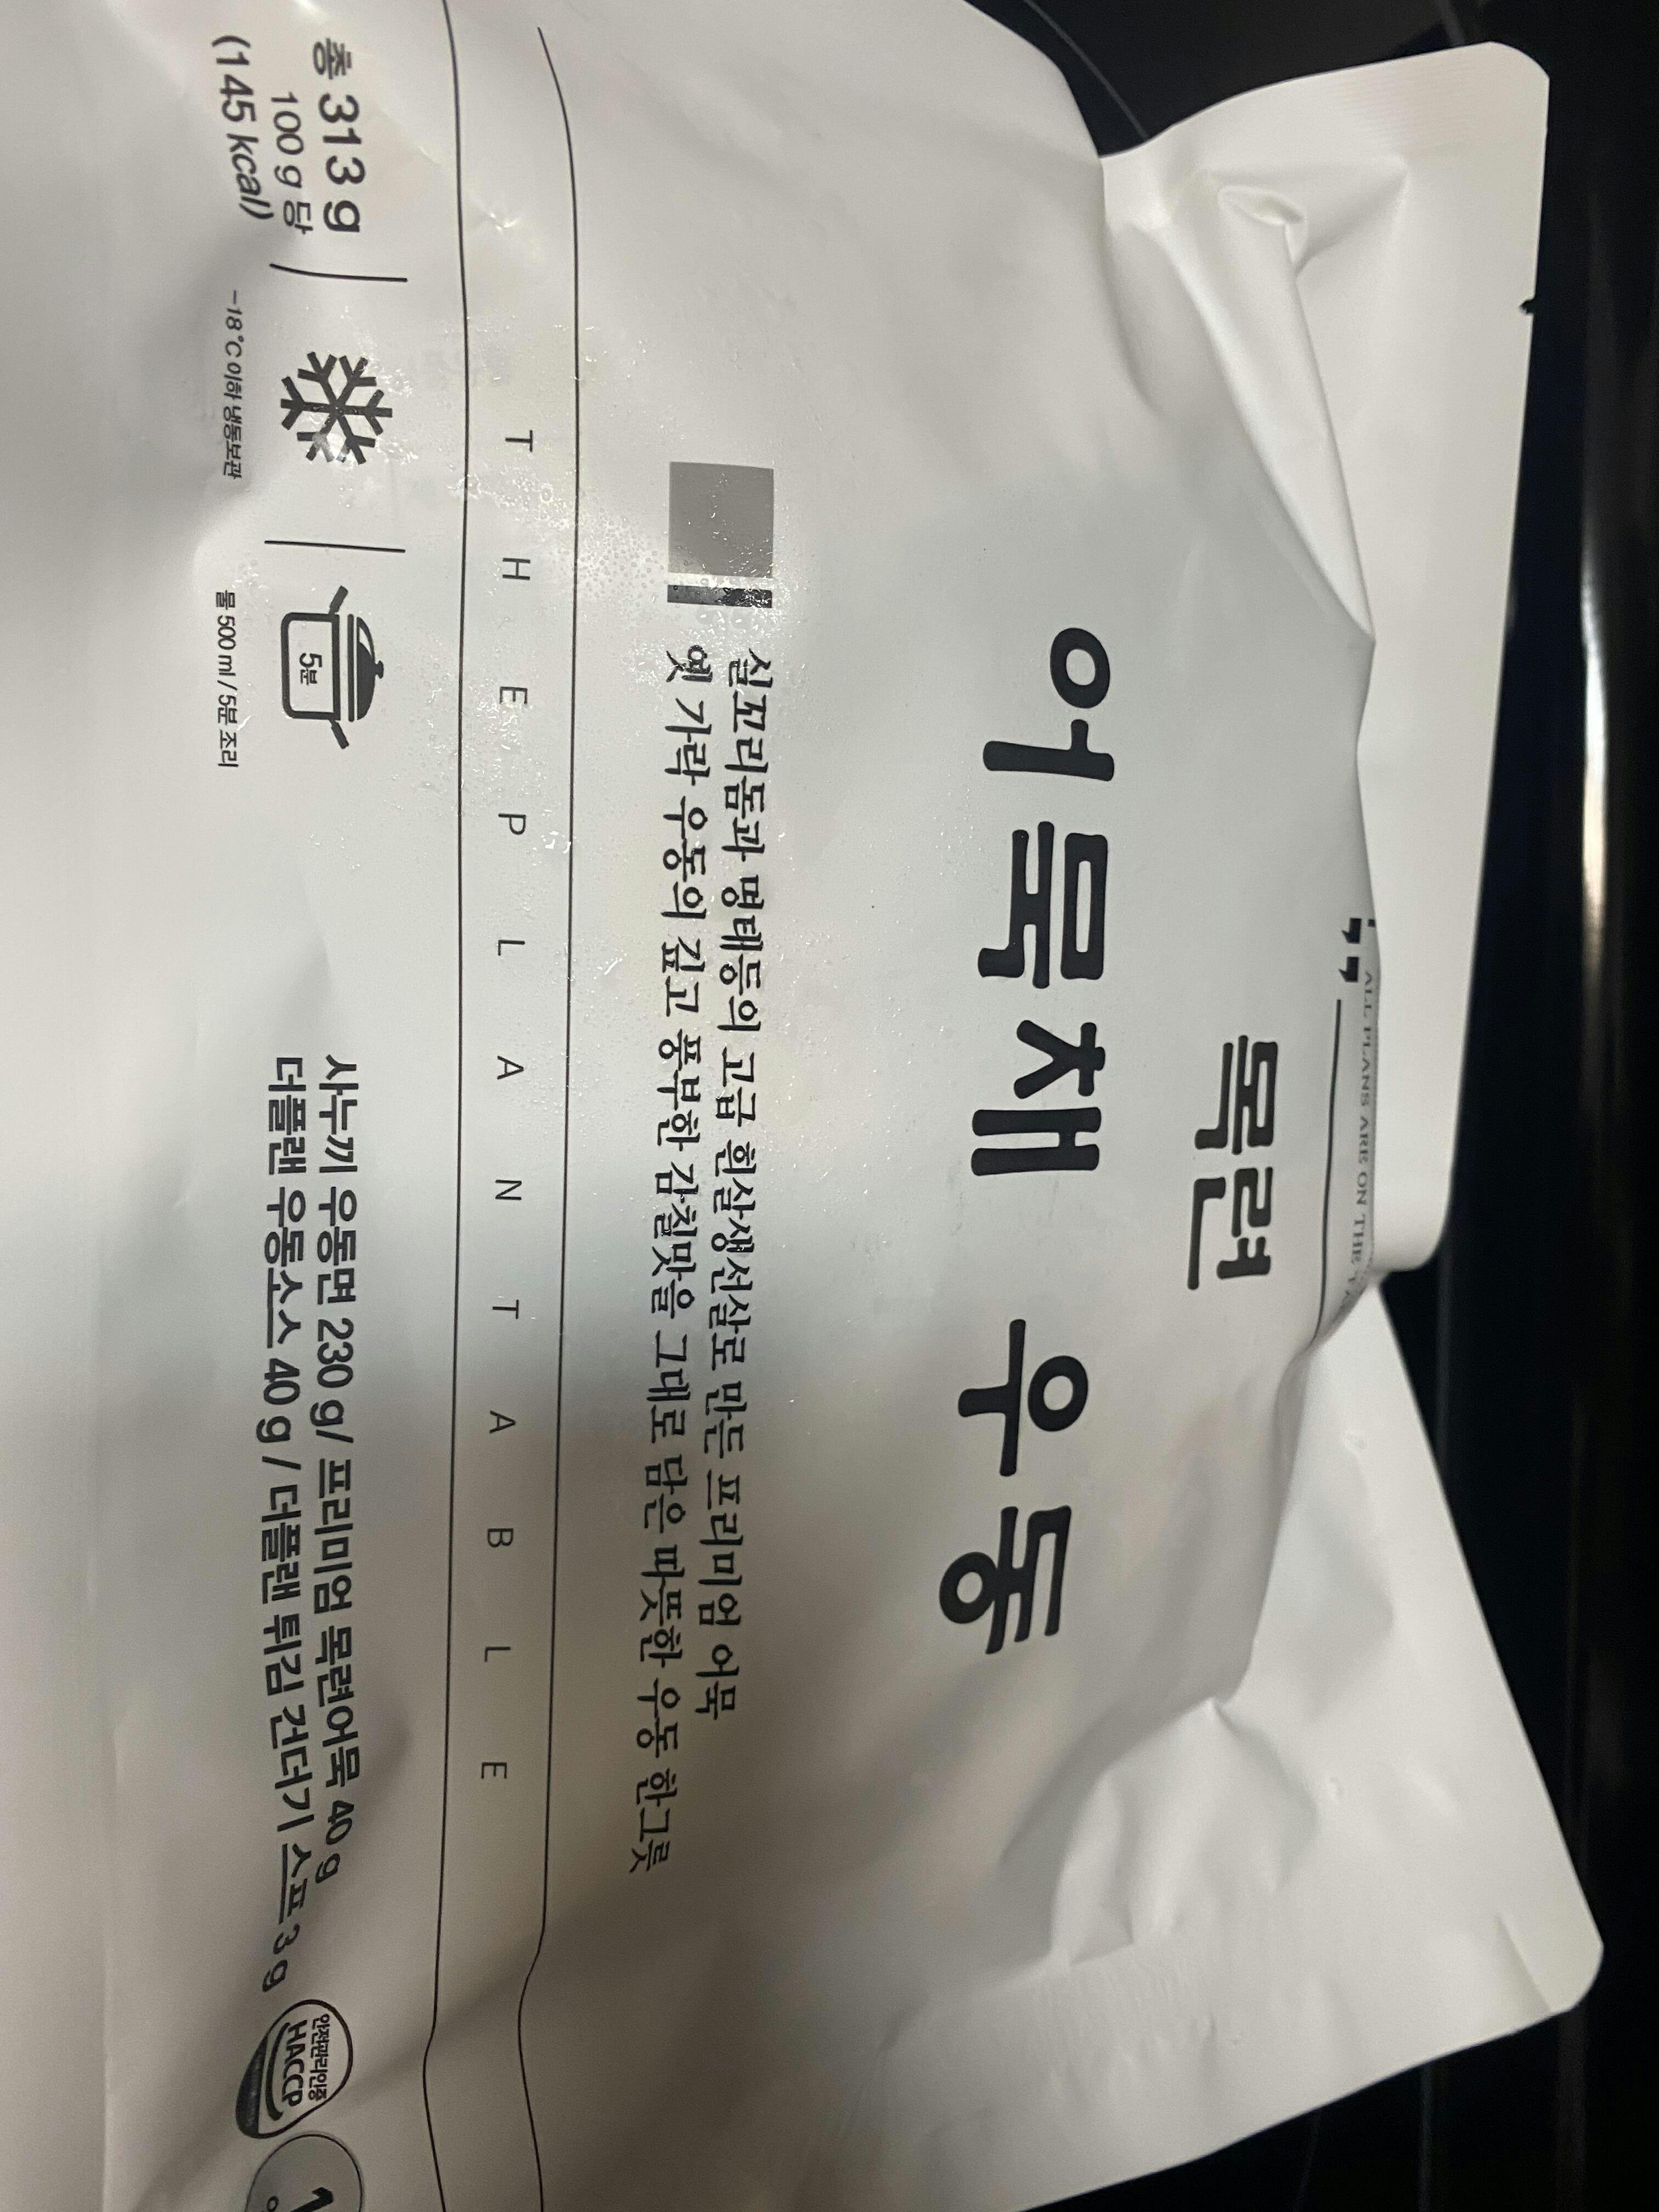 ALL PLANS ARE ON THE
목련
어묵채 우동
실꼬리돔과 명태등의 고급 흰살생선살로 만든 프리미엄 어묵
옛 가락 우동의 깊고 풍부한 감칠맛을 그대로 담은 따뜻한 우동 한그릇
THE PLAN TABLE
총 313 g
100 g 당
(145 kcal)
-18°C이하 냉동보관
5분
물 500 ml / 5분 조리
사누끼 우동면 230 g/ 프리미엄 목련어묵 40 g
더플랜 우동소스 40 g / 더플랜 튀김 건더기 스프 3 g
안전관리인증
HACCP
1